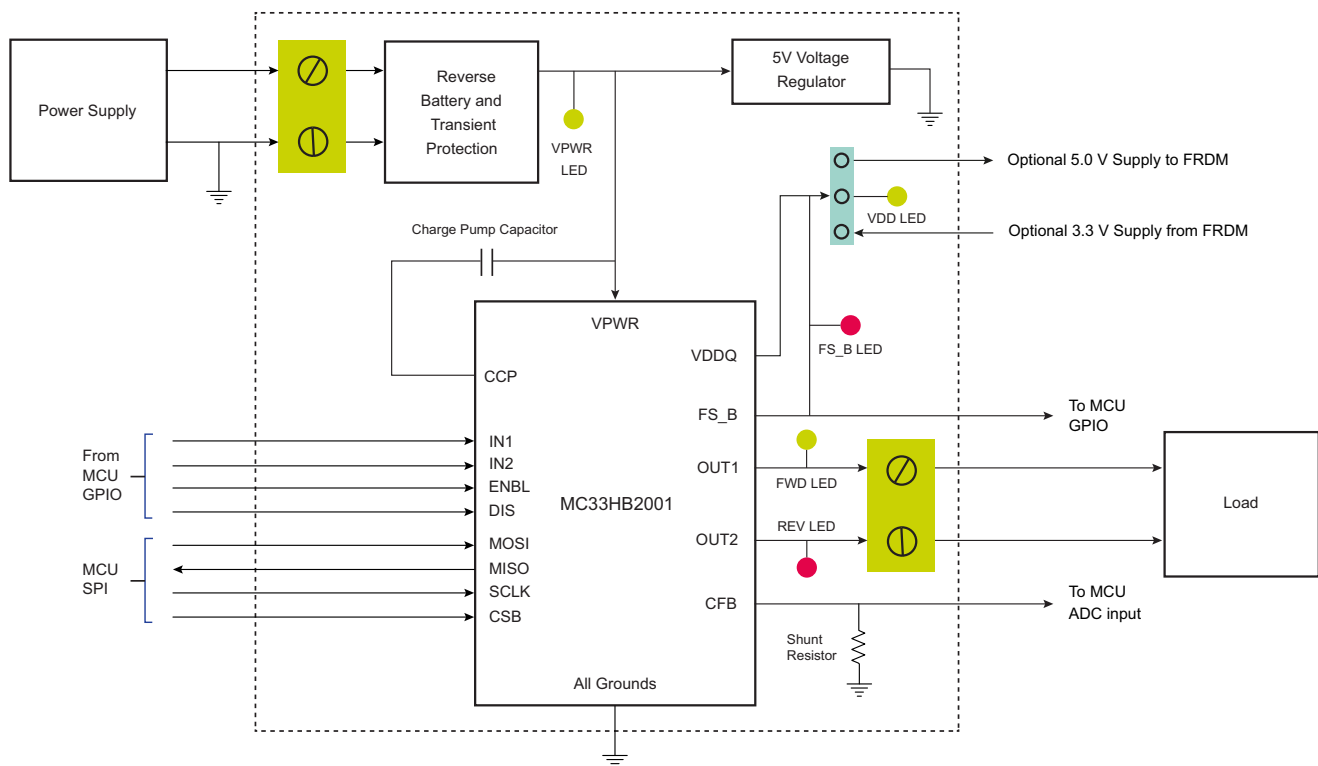 Power Supply
Reverse
Battery and
Transient
Protection
VPWR
LED
5V Voltage
Regulator
Optional 5.0 V Supply to FRDM
VDD LED
Optional 3.3 V Supply from FRDM
Charge Pump Capacitor
VPWR
VDDQ
FS_B LED
CCP
FS_B
To MCU
GPIO
From
MCU
GPIO
IN1
IN2
ENBL
DIS
MC33HB2001
OUT1
FWD LED
REV LED
OUT2
Load
MCU
SPI
MOSI
MISO
SCLK
CSB
CFB
To MCU
ADC input
Shunt
Resistor
All Grounds